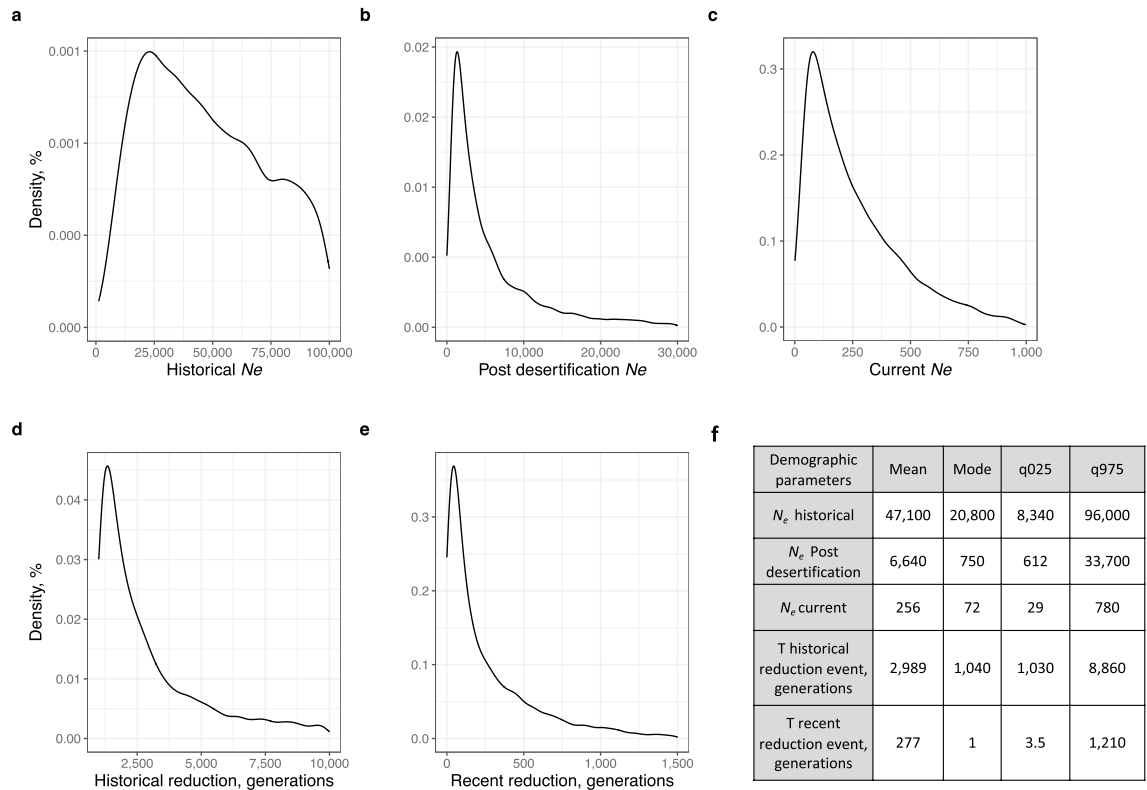 a
0.001
0.001
0.000
0.000
Density, %
0
25,000
50,000
75,000
100,000
Historical Ne
b
0.02
0.02
0.01
0.00
0.00
0
10,000
20,000
30,000
Post desertification Ne
c
0.3
0.2
0.1
0.0
0
250
500
750
1,000
Current Ne
d
0.04
0.03
0.02
0.01
0.00
Density, %
2,500
5,000
7,500
10,000
Historical reduction, generations
e
0.3
0.2
0.1
0.0
0
500
1,000
1,500
Recent reduction, generations
f
Demographic
parameters
Mean
Mode
q025
q975
Ne historical
47,100
20,800
8,340
96,000
Ne Post
desertification
6,640
750
612
33,700
Ne current
256
72
29
780
T historical
reduction event,
generations
2,989
1,040
1,030
8,860
T recent
reduction event,
generations
277
1
3.5
1,210